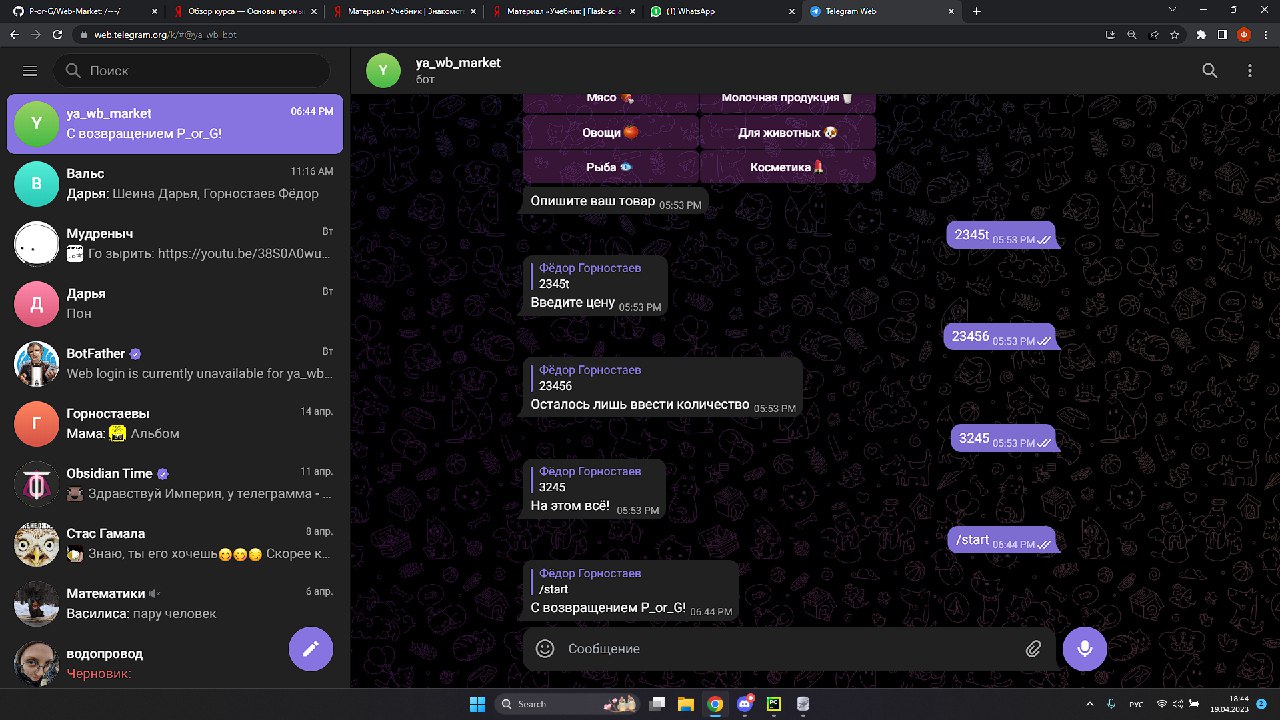 P-or-G/Web-Market: /--/
Обзор курса — Основы пром
Материал «Учебник | Знакомст
Материал «Учебник | Flask-sc
(1) WhatsApp
Telegram Web
web.telegram.org/k/#@ya_wb_bot
Поиск
ya_wb_market
бот
ya_wb_market 06:44 PM
С возвращением P_or_G!
Вальс 11:16 AM
Дарья: Шеина Дарья, Горностаев Фёдор
Мудреныч Вт
Го зырить: https://youtu.be/38S0A0wu...
Дарья Вт
Пон
BotFather Вт
Web login is currently unavailable for ya_wb...
Горностаевы 14 апр.
Мама: Альбом
Obsidian Time 11 апр.
Здравствуй Империя, у телеграмма - ...
Стас Гамала 8 апр.
Знаю, ты его хочешь😋😋😋 Скорее к...
Математики 6 апр.
Василиса: пару человек
водопровод
Черновик:
Мясо 🍖 Молочная продукция🥛
Овощи 🍅 Для животных 🐶
Рыба 🐟 Косметика💄
Опишите ваш товар 05:53 PM
2345t 05:53 PM
Фёдор Горностаев
2345t
Введите цену 05:53 PM
23456 05:53 PM
Фёдор Горностаев
23456
Осталось лишь ввести количество 05:53 PM
3245 05:53 PM
Фёдор Горностаев
3245
На этом всё! 05:53 PM
/start 06:44 PM
Фёдор Горностаев
/start
С возвращением P_or_G! 06:44 PM
Сообщение
Search
РУС
18:44
19.04.2023